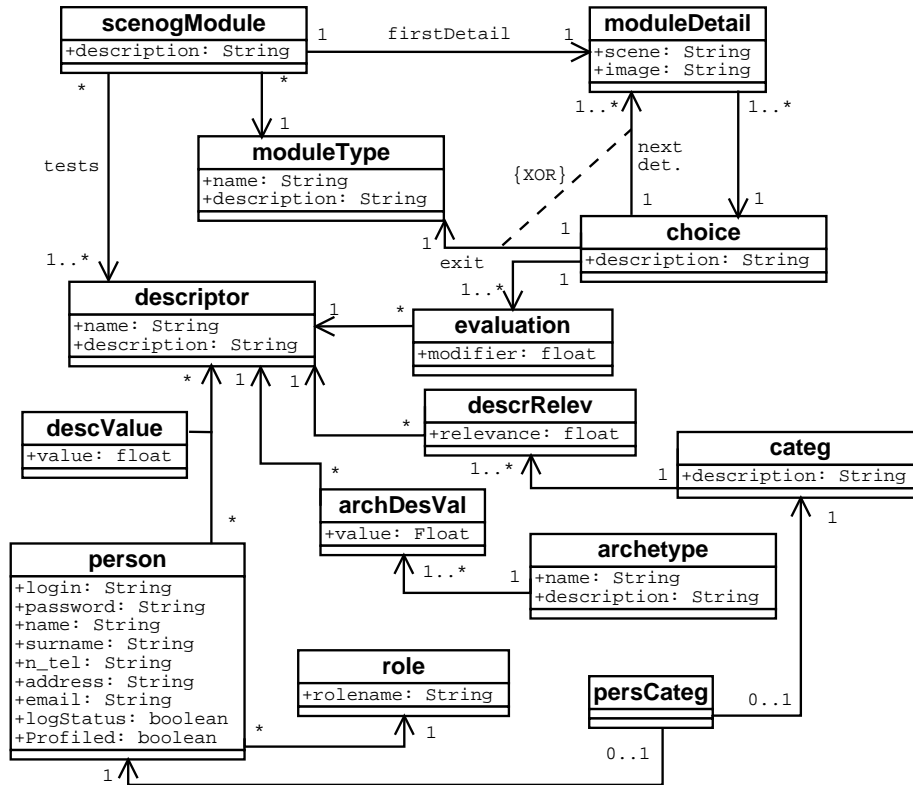 scenogModule
+description: String
1
firstDetail
1
moduleDetail
+scene: String
+image: String
*
*
1..*
1..*
1
tests
moduleType
+name: String
+description: String
{XOR}
next
det.
1
1
1..*
1
exit
1
choice
+description: String
1..*
1
descriptor
+name: String
+description: String
1
*
evaluation
+modifier: float
*
1
1
descValue
+value: float
*
descrRelev
+relevance: float
1..*
1
categ
+description: String
*
archDesVal
+value: Float
1
*
1..*
1
archetype
+name: String
+description: String
person
+login: String
+password: String
+name: String
+surname: String
+n_tel: String
+address: String
+email: String
+logStatus: boolean
+Profiled: boolean
role
+rolename: String
*
1
persCateg
0..1
0..1
1